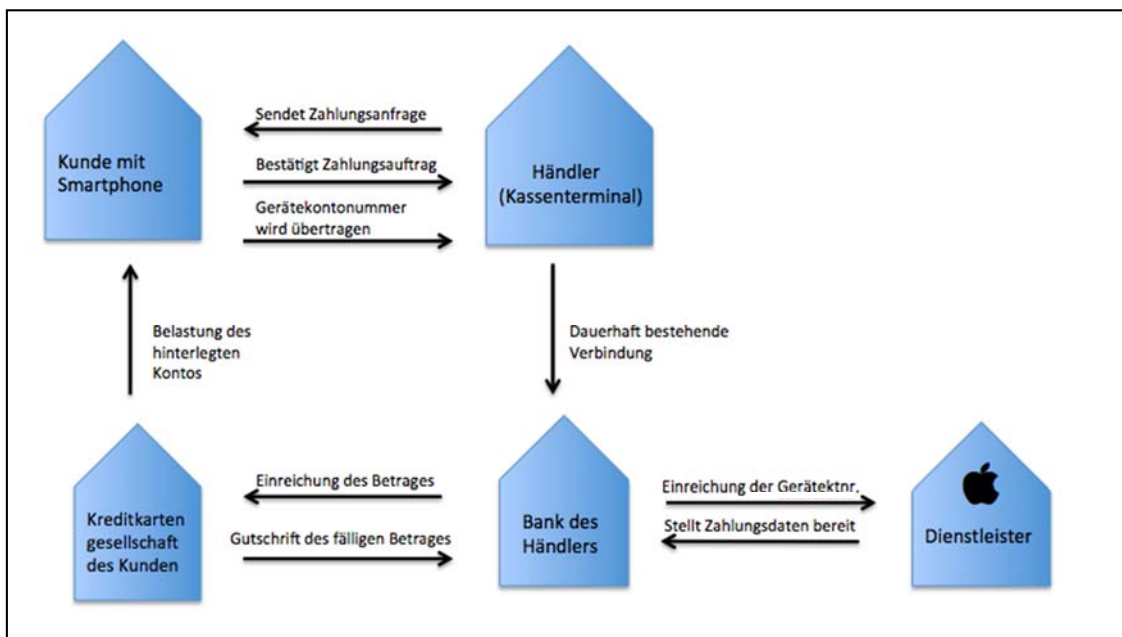 Sendet Zahlungsanfrage
Kunde mit
Smartphone
Bestätigt Zahlungsauftrag
Gerätekontonummer
wird übertragen
Händler
(Kassenterminal)
Belastung des
hinterlegten
Kontos
Dauerhaft bestehende
Verbindung
Kreditkarten
gesellschaft
des Kunden
Einreichung des Betrages
Gutschrift des fälligen Betrages
Bank des
Händlers
Einreichung der Gerätektnr.
Stellt Zahlungsdaten bereit
Dienstleister